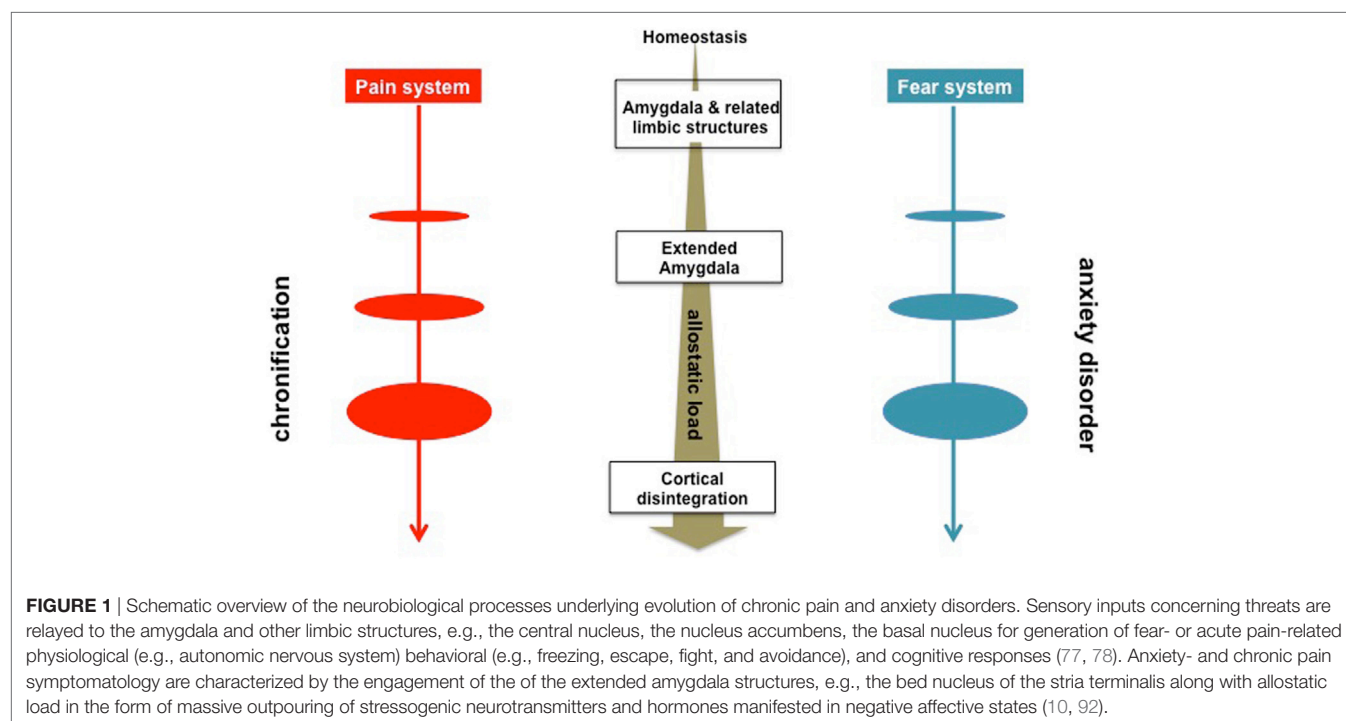 Homeostasis
Pain system
Amygdala & related
limbic structures
Fear system
Extended
Amygdala
chronification
allostatic load
anxiety disorder
Cortical
disintegration
FIGURE 1 | Schematic overview of the neurobiological processes underlying evolution of chronic pain and anxiety disorders. Sensory inputs concerning threats are
relayed to the amygdala and other limbic structures, e.g., the central nucleus, the nucleus accumbens, the basal nucleus for generation of fear- or acute pain-related
physiological (e.g., autonomic nervous system) behavioral (e.g., freezing, escape, fight, and avoidance), and cognitive responses (77, 78). Anxiety- and chronic pain
symptomatology are characterized by the engagement of the of the extended amygdala structures, e.g., the bed nucleus of the stria terminalis along with allostatic
load in the form of massive outpouring of stressogenic neurotransmitters and hormones manifested in negative affective states (10, 92).